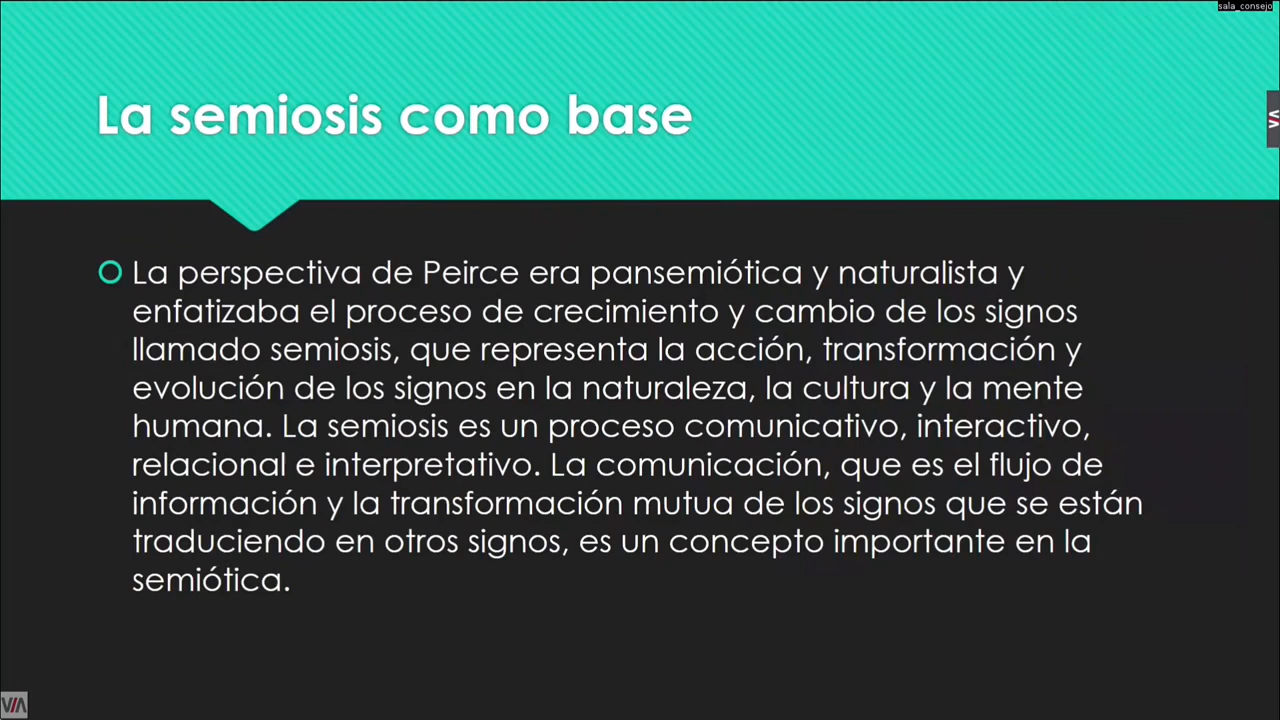 sala_consejo
La semiosis como base
La perspectiva de Peirce era pansemiótica y naturalista y
enfatizaba el proceso de crecimiento y cambio de los signos
llamado semiosis, que representa la acción, transformación y
evolución de los signos en la naturaleza, la cultura y la mente
humana. La semiosis es un proceso comunicativo, interactivo,
relacional e interpretativo. La comunicación, que es el flujo de
información y la transformación mutua de los signos que se están
traduciendo en otros signos, es un concepto importante en la
semiótica.
VIA